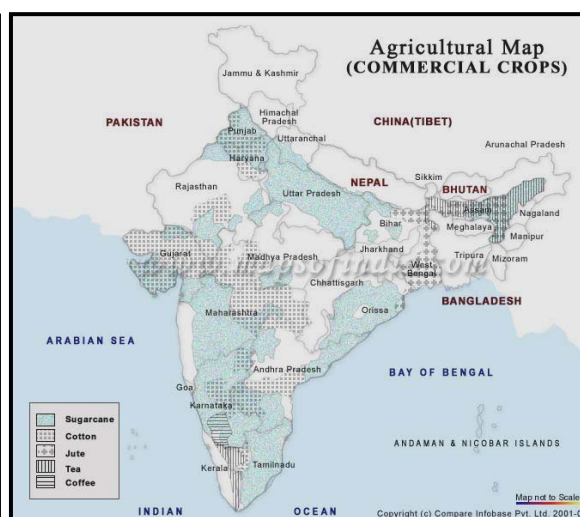 Agricultural Map
(COMMERCIAL CROPS)
Jammu & Kashmir
Himachal
Pradesh
PAKISTAN
CHINA(TIBET)
Punjab
Uttaranchal
Haryana
Arunachal Pradesh
Rajasthan
Uttar Pradesh
NEPAL
Sikkim
BHUTAN
Assam
Nagaland
Bihar
Meghalaya
Manipur
Jharkhand
Tripura
Mizoram
Gujarat
Madhya Pradesh
West
Bengal
Chhattisgarh
BANGLADESH
Maharashtra
Orissa
ARABIAN SEA
Andhra Pradesh
BAY OF BENGAL
Goa
Karnataka
Sugarcane
Cotton
Jute
Tea
Coffee
ANDAMAN & NICOBAR ISLANDS
Kerala
Tamilnadu
Map not to Scale
INDIAN
OCEAN
Copyright (c) Compare Infobase Pvt. Ltd. 2001-0